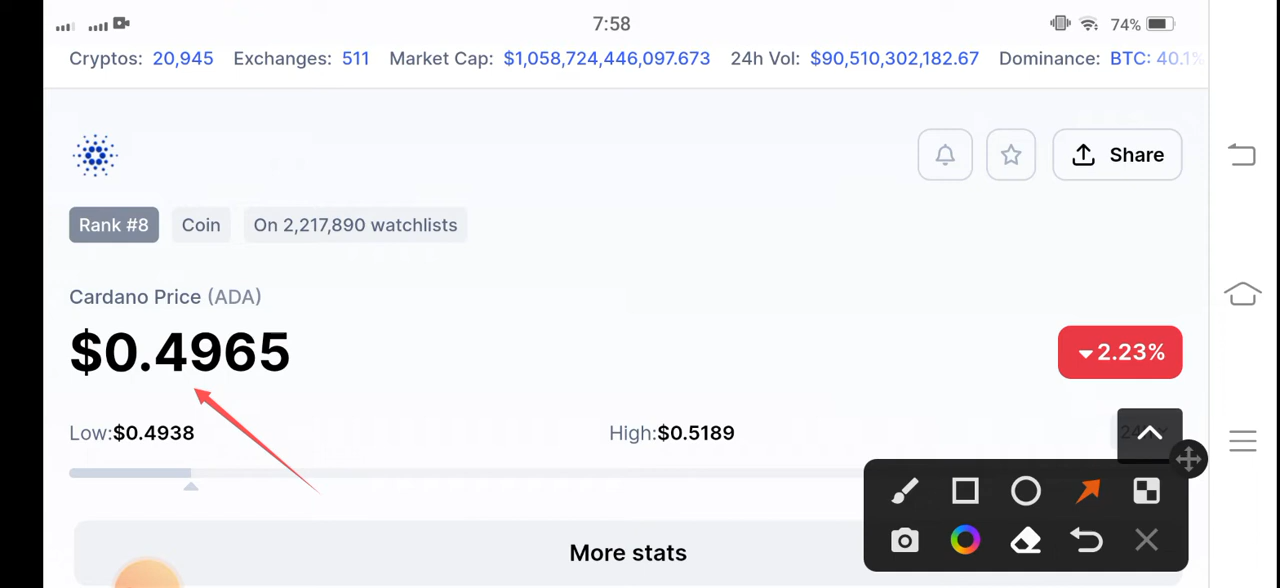 7:58 74%
Cryptos: 20,945 Exchanges: 511 Market Cap: $1,058,724,446,097.673 24h Vol: $90,510,302,182.67 Dominance: BTC: 40.1%
Share
Rank #8 Coin On 2,217,890 watchlists
Cardano Price (ADA)
$0.4965 2.23%
Low:$0.4938 High:$0.5189
More stats